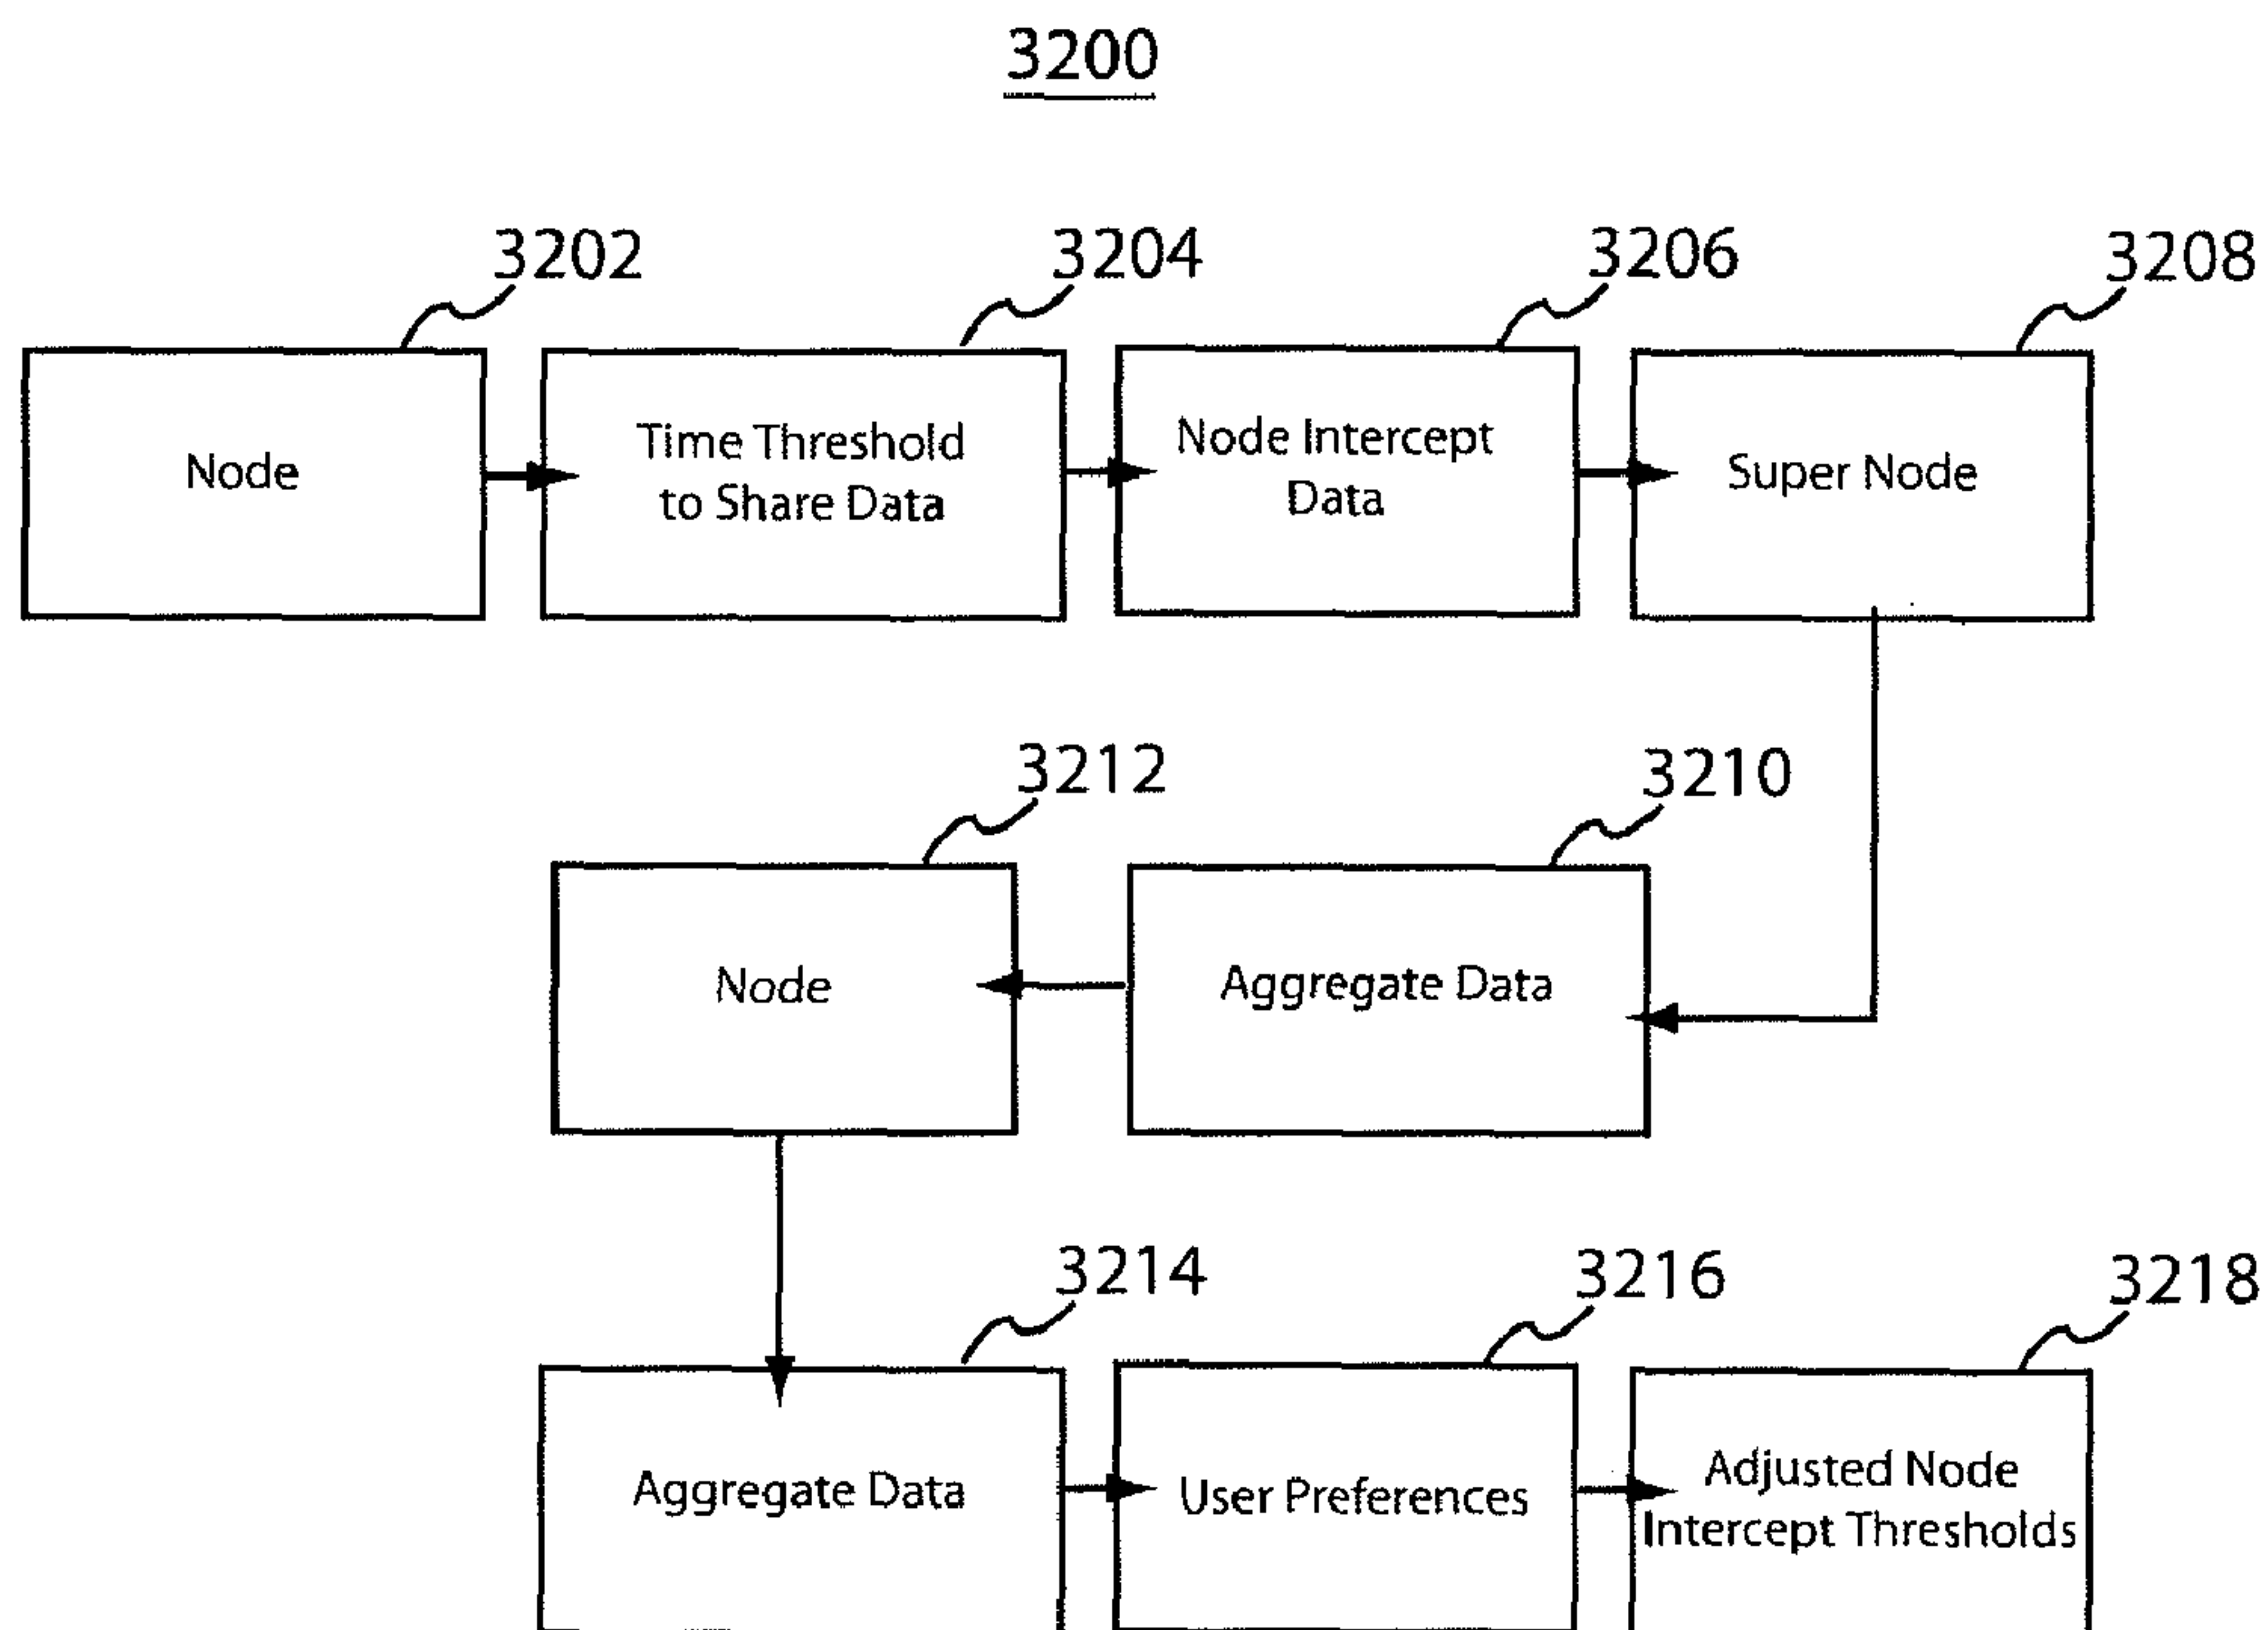 3200
3202
3204
3206
3208
Node
Time Threshold
to Share Data
Node Intercept
Data
Super Node
3212
3210
Node
Aggregate Data
3214
3216
3218
Aggregate Data
User Preferences
Adjusted Node
Intercept Thresholds